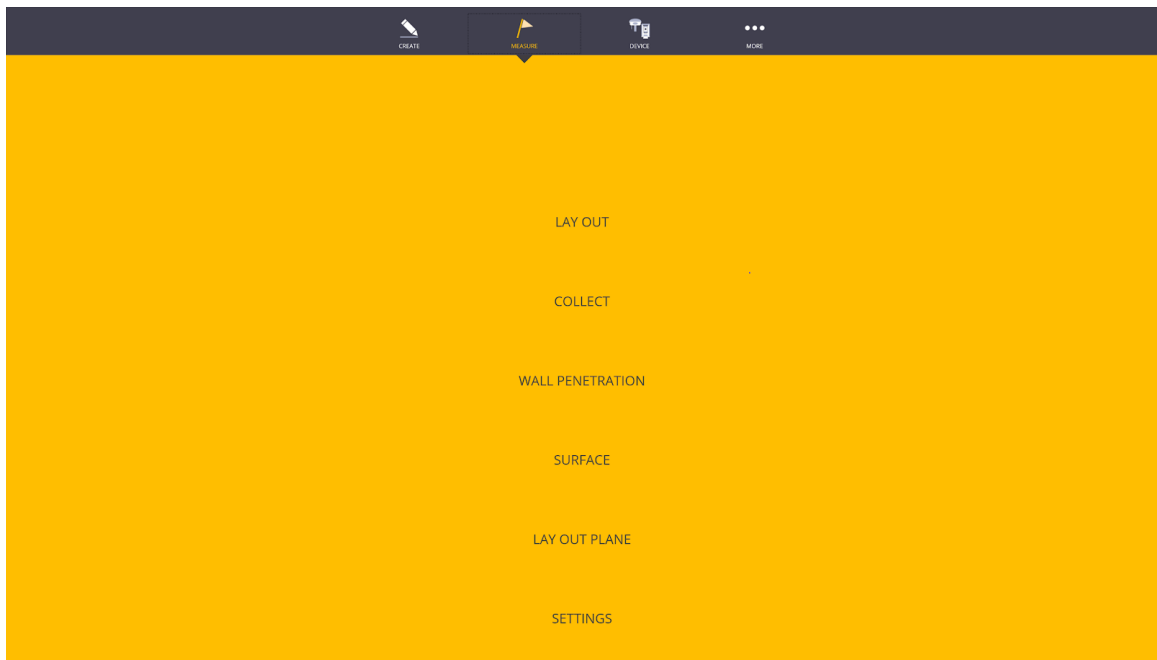 CREATE
MEASURE
DEVICE
MORE
LAY OUT
COLLECT
WALL PENETRATION
SURFACE
LAY OUT PLANE
SETTINGS